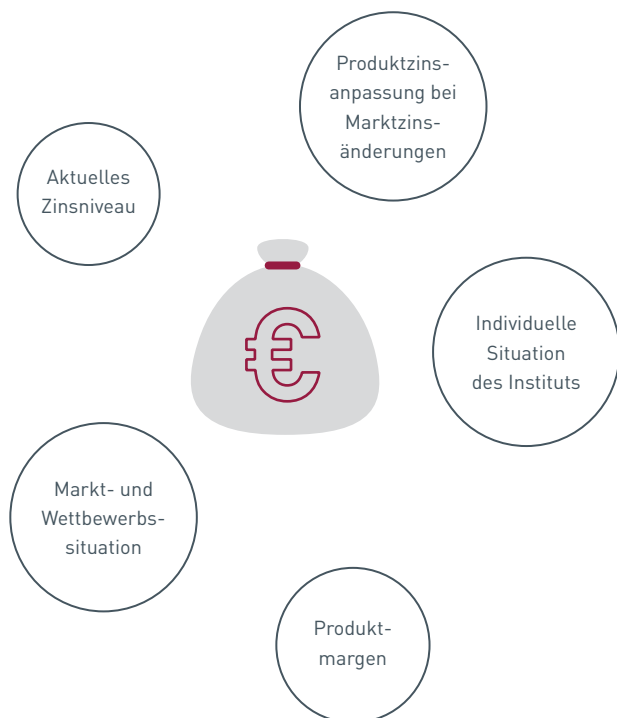 Produktzins-
anpassung bei
Marktzins-
änderungen
Aktuelles
Zinsniveau
€
Individuelle
Situation
des Instituts
Markt- und
Wettbewerbs-
situation
Produkt-
margen